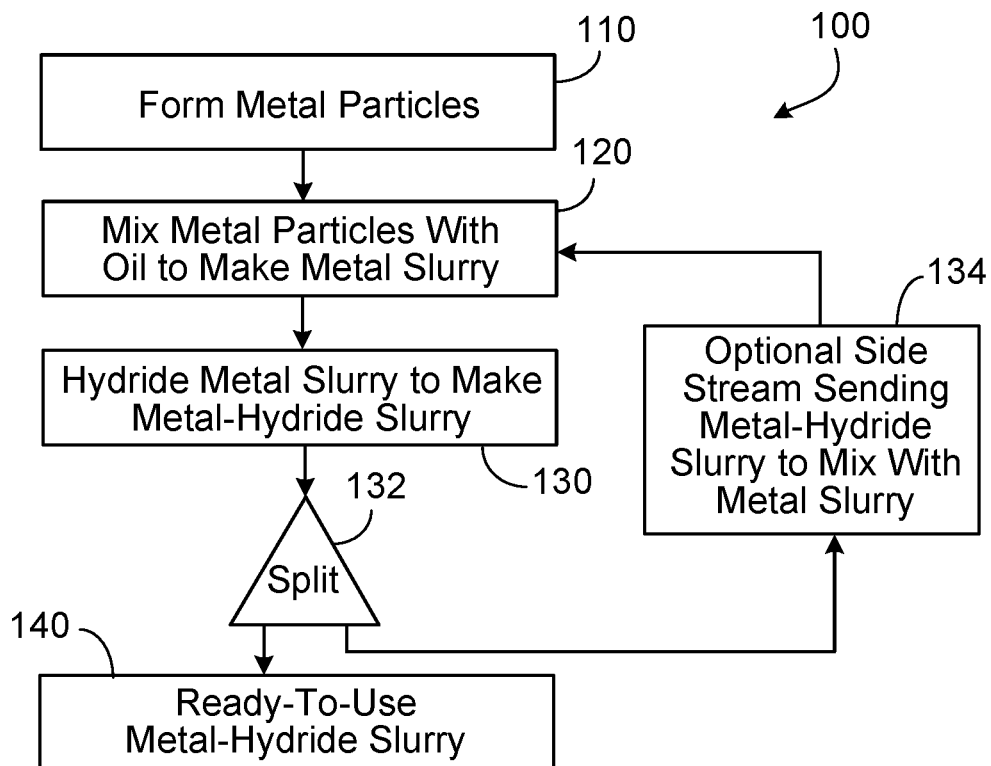 110
100
Form Metal Particles
120
Mix Metal Particles With
Oil to Make Metal Slurry
134
Optional Side
Stream Sending
Metal-Hydride
Slurry to Mix With
Metal Slurry
Hydride Metal Slurry to Make
Metal-Hydride Slurry
130
132
Split
140
Ready-To-Use
Metal-Hydride Slurry